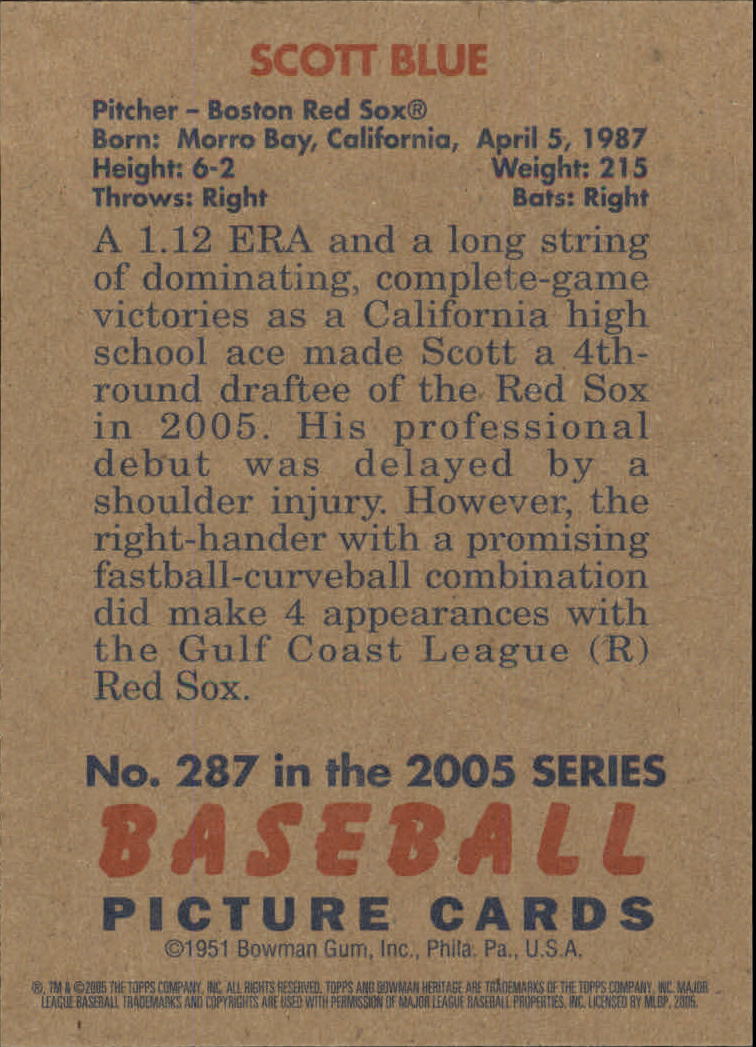 SCOTT BLUE
Pitcher – Boston Red Sox®
Born: Morro Bay, California, April 5, 1987
Height: 6-2 Weight: 215
Throws: Right Bats: Right
A 1.12 ERA and a long string
of dominating, complete-game
victories as a California high
school ace made Scott a 4th-
round draftee of the Red Sox
in 2005. His professional
debut was delayed by a
shoulder injury. However, the
right-hander with a promising
fastball-curveball combination
did make 4 appearances with
the Gulf Coast League (R)
Red Sox.
No. 287 in the 2005 SERIES
BASEBALL
PICTURE CARDS
©1951 Bowman Gum, Inc., Phila. Pa., U.S.A.
®, TM & ©2005 THE TOPPS COMPANY, INC. ALL RIGHTS RESERVED. TOPPS AND BOWMAN HERITAGE ARE TRADEMARKS OF THE TOPPS COMPANY, INC. MAJOR
LEAGUE BASEBALL TRADEMARKS AND COPYRIGHTS ARE USED WITH PERMISSION OF MAJOR LEAGUE BASEBALL PROPERTIES, INC. LICENSED BY MLBP, 2005.